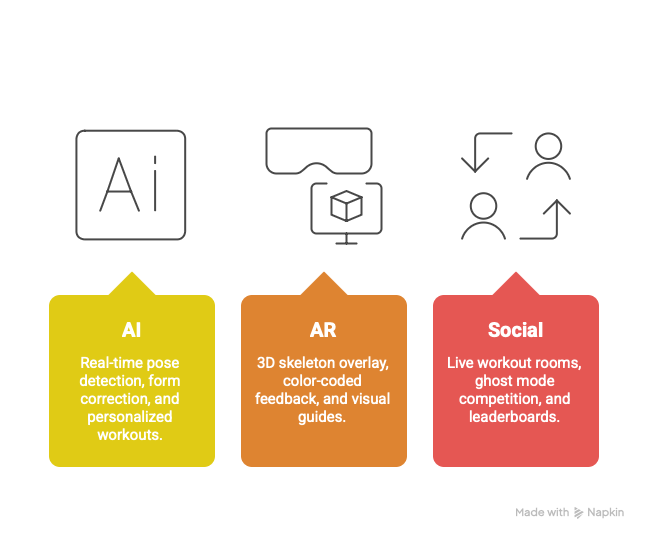 Ai
AI
Real-time pose
detection, form
correction, and
personalized
workouts.
AR
3D skeleton overlay,
color-coded
feedback, and visual
guides.
Social
Live workout rooms,
ghost mode
competition, and
leaderboards.
Made with Napkin